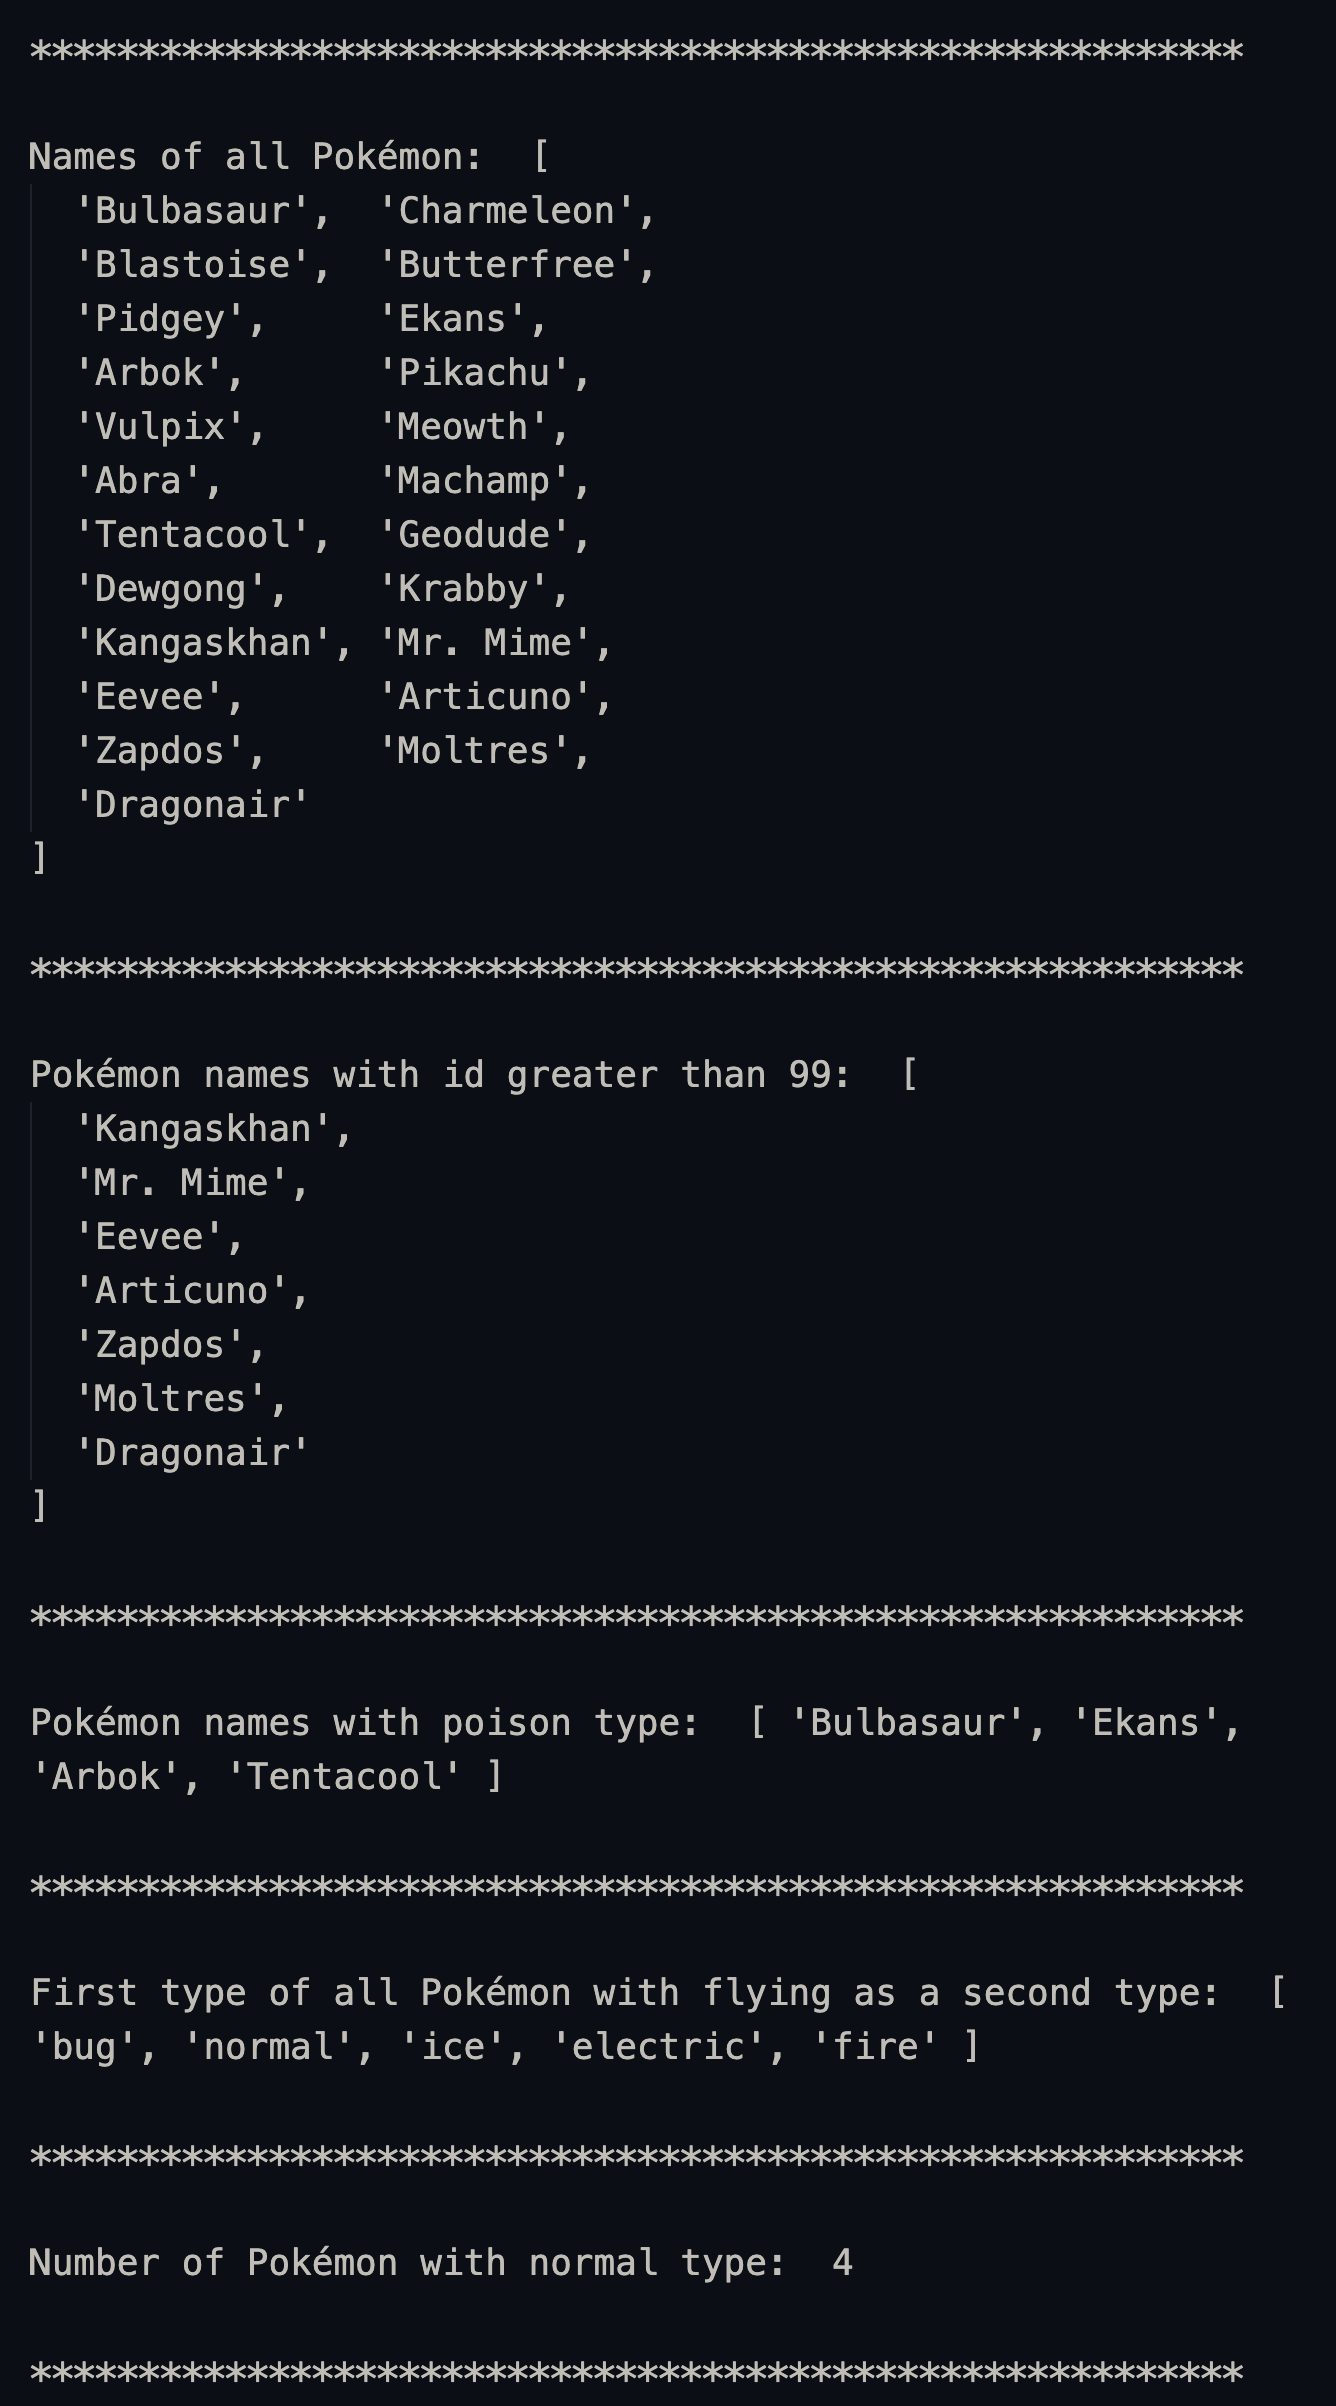 ********************************************************
Names of all Pokémon:  [
  'Bulbasaur',  'Charmeleon',
  'Blastoise',  'Butterfree',
  'Pidgey',     'Ekans',
  'Arbok',      'Pikachu',
  'Vulpix',     'Meowth',
  'Abra',       'Machamp',
  'Tentacool',  'Geodude',
  'Dewgong',    'Krabby',
  'Kangaskhan', 'Mr. Mime',
  'Eevee',      'Articuno',
  'Zapdos',     'Moltres',
  'Dragonair'
]
********************************************************
Pokémon names with id greater than 99:  [
  'Kangaskhan',
  'Mr. Mime',
  'Eevee',
  'Articuno',
  'Zapdos',
  'Moltres',
  'Dragonair'
]
********************************************************
Pokémon names with poison type:  [ 'Bulbasaur', 'Ekans',
'Arbok', 'Tentacool' ]
********************************************************
First type of all Pokémon with flying as a second type:  [
'bug', 'normal', 'ice', 'electric', 'fire' ]
********************************************************
Number of Pokémon with normal type:  4
********************************************************